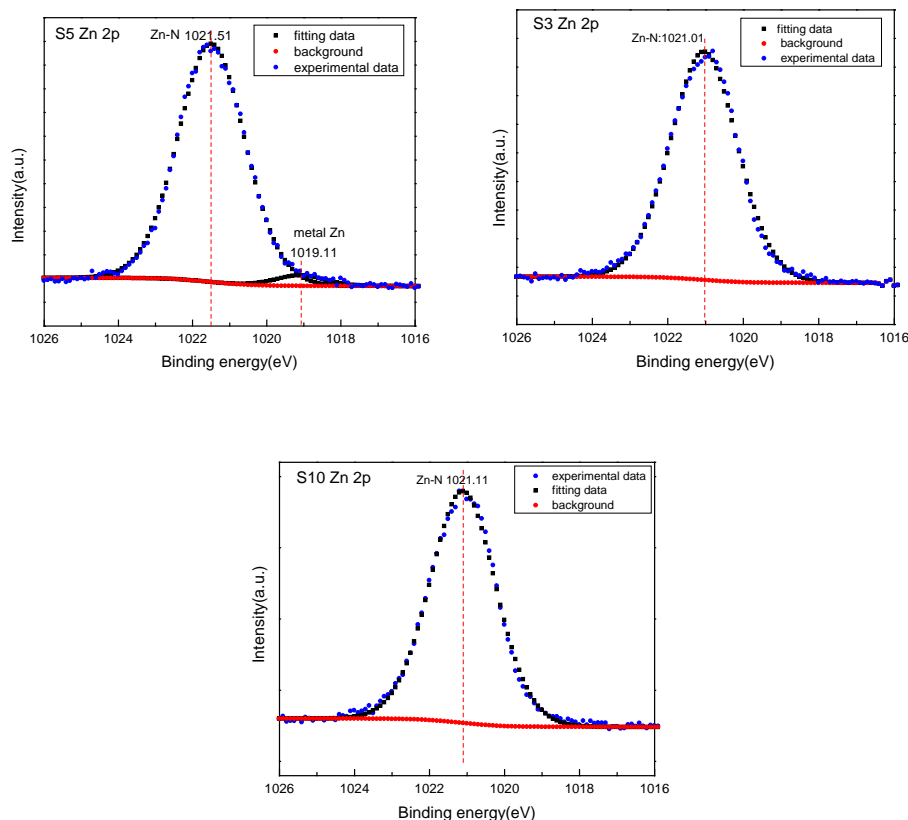 S5 Zn 2p
Zn-N 1021.51
fitting data
background
experimental data
metal Zn
1019.11
Intensity(a.u.)
1026 1024 1022 1020 1018 1016
Binding energy(eV)
S3 Zn 2p
Zn-N:1021.01
fitting data
background
experimental data
Intensity(a.u.)
1026 1024 1022 1020 1018 1016
Binding energy(eV)
S10 Zn 2p
Zn-N 1021.11
experimental data
fitting data
background
Intensity(a.u.)
1026 1024 1022 1020 1018 1016
Binding energy(eV)